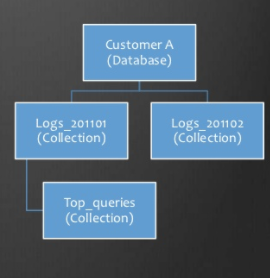 Customer A
(Database)
Logs_201101
(Collection)
Logs_201102
(Collection)
Top_queries
(Collection)